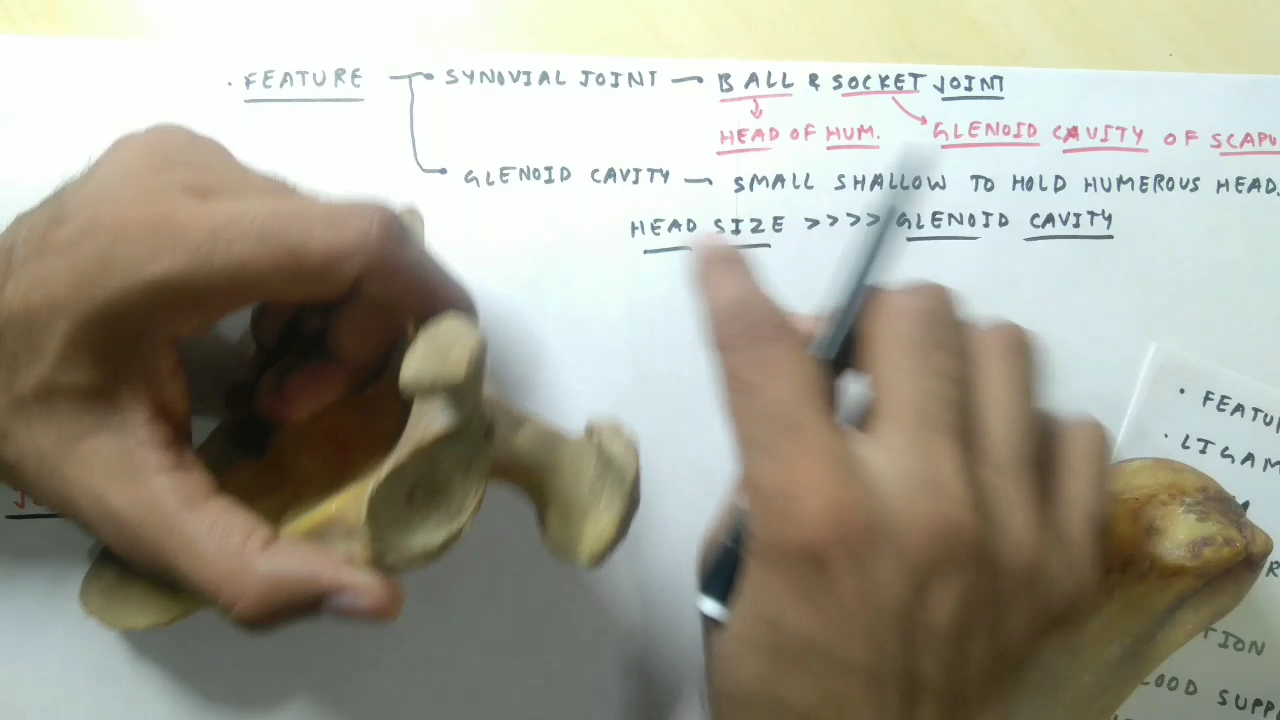 . FEATURE → SYNOVIAL JOINT — BALL & SOCKET JOINT
HEAD OF HUM. GLENOID CAVITY OF SCAPU
GLENOID CAVITY — SMALL SHALLOW TO HOLD HUMEROUS HEAD.
HEAD SIZE >>>> GLENOID CAVITY
• FEATU
• LIGAM
TION
LOOD SUPP